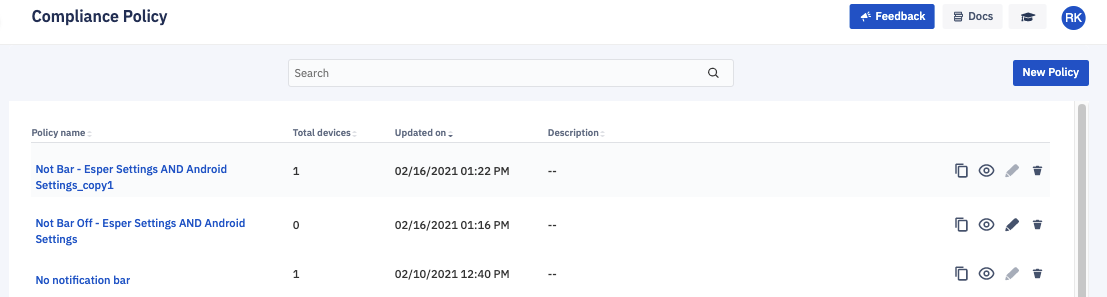 Compliance Policy
Feedback
Docs
RK
Search
New Policy
Policy name
Total devices
Updated on
Description
Not Bar - Esper Settings AND Android
Settings_copy1
1
02/16/2021 01:22 PM
--
Not Bar Off - Esper Settings AND Android
Settings
0
02/16/2021 01:16 PM
--
No notification bar
1
02/10/2021 12:40 PM
--